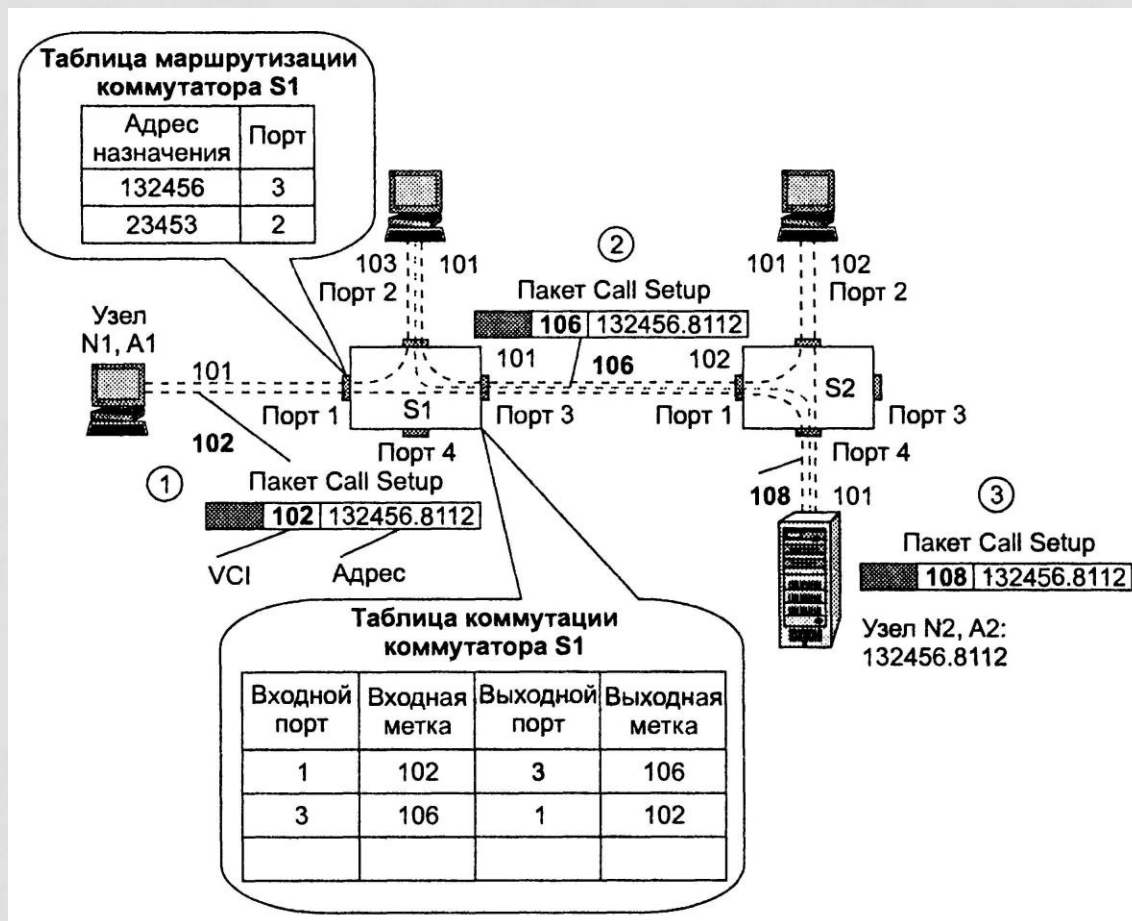 Таблица маршрутизации
коммутатора S1
Адрес
назначения
Порт
132456
3
23453
2
Узел
N1, A1
101
102
Порт 1
103
101
Порт 2
S1
Порт 4
101
Порт 3
2
Пакет Call Setup
106
132456.8112
106
102
Порт 1
101
102
Порт 2
S2
Порт 3
Порт 4
108
101
1
Пакет Call Setup
102
132456.8112
VCI
Адрес
3
Пакет Call Setup
108
132456.8112
Узел N2, A2:
132456.8112
Таблица коммутации
коммутатора S1
Входной
порт
Входная
метка
Выходной
порт
Выходная
метка
1
102
3
106
3
106
1
102